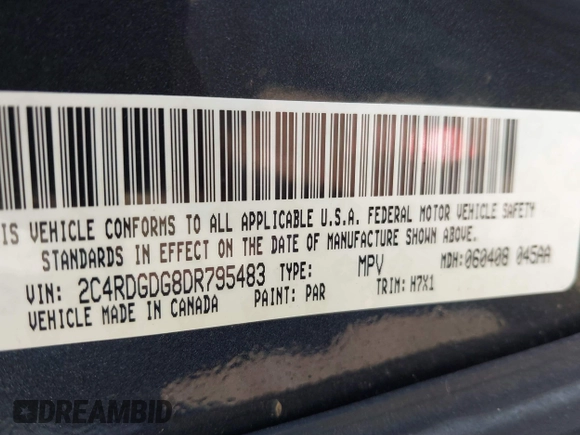 IS VEHICLE CONFORMS TO ALL APPLICABLE U.S.A. FEDERAL MOTOR VEHICLE SAFETY
STANDARDS IN EFFECT ON THE DATE OF MANUFACTURE SHOWN ABOVE.
VIN: 2C4RDGDG8DR795483 TYPE: MPV MDH:060408 045AA
VEHICLE MADE IN CANADA PAINT: PAR TRIM: H7X1
DREAMBID